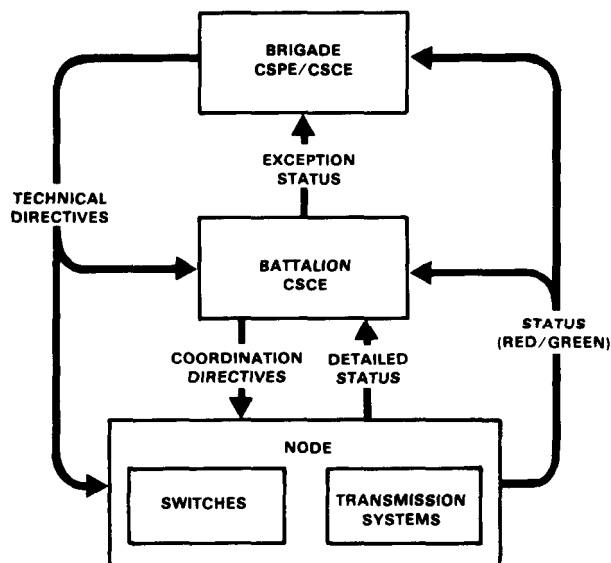 BRIGADE
CSPE/CSCE
EXCEPTION
STATUS
TECHNICAL
DIRECTIVES
BATTALION
CSCE
STATUS
(RED/GREEN)
COORDINATION
DIRECTIVES
DETAILED
STATUS
NODE
SWITCHES
TRANSMISSION
SYSTEMS